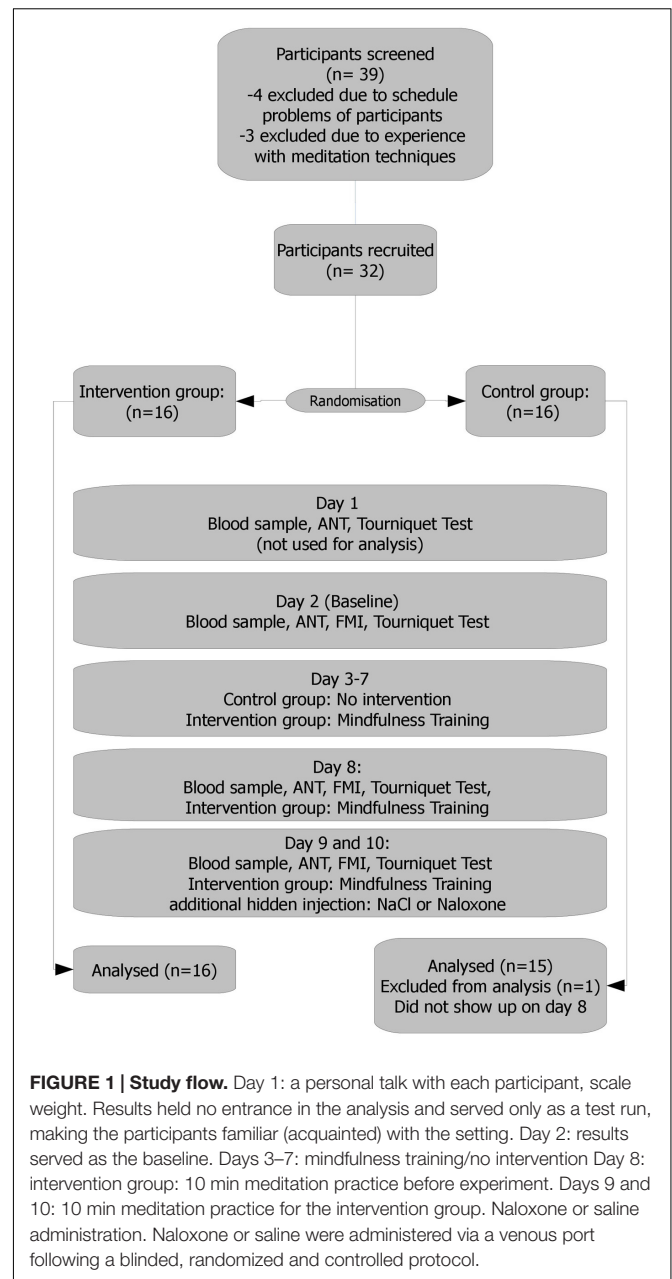 Participants screened
(n= 39)
-4 excluded due to schedule
problems of participants
-3 excluded due to experience
with meditation techniques
Participants recruited
(n= 32)
Intervention group:
(n=16)
Randomisation
Control group:
(n=16)
Day 1
Blood sample, ANT, Tourniquet Test
(not used for analysis)
Day 2 (Baseline)
Blood sample, ANT, FMI, Tourniquet Test
Day 3-7
Control group: No intervention
Intervention group: Mindfulness Training
Day 8:
Blood sample, ANT, FMI, Tourniquet Test,
Intervention group: Mindfulness Training
Day 9 and 10:
Blood sample, ANT, FMI, Tourniquet Test
Intervention group: Mindfulness Training
additional hidden injection: NaCl or Naloxone
Analysed (n=16)
Analysed (n=15)
Excluded from analysis (n=1)
Did not show up on day 8
FIGURE 1 | Study flow. Day 1: a personal talk with each participant, scale
weight. Results held no entrance in the analysis and served only as a test run,
making the participants familiar (acquainted) with the setting. Day 2: results
served as the baseline. Days 3–7: mindfulness training/no intervention Day 8:
intervention group: 10 min meditation practice before experiment. Days 9 and
10: 10 min meditation practice for the intervention group. Naloxone or saline
administration. Naloxone or saline were administered via a venous port
following a blinded, randomized and controlled protocol.